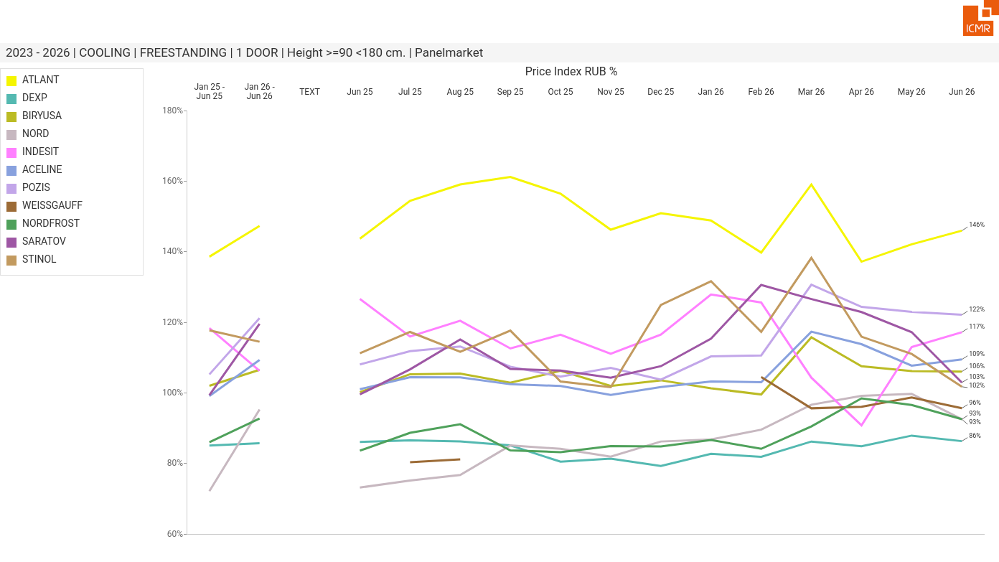 ICMR
2023 - 2026 | COOLING | FREESTANDING | 1 DOOR | Height >=90 <180 cm. | Panelmarket
Price Index RUB %
ATLANT
DEXP
BIRYUSA
NORD
INDESIT
ACELINE
POZIS
WEISSGAUFF
NORDFROST
SARATOV
STINOL
Jan 25 -
Jun 25
Jan 26 -
Jun 26
TEXT
Jun 25
Jul 25
Aug 25
Sep 25
Oct 25
Nov 25
Dec 25
Jan 26
Feb 26
Mar 26
Apr 26
May 26
Jun 26
180%
160%
140%
120%
100%
80%
60%
146%
122%
117%
109%
106%
103%
102%
96%
93%
93%
86%